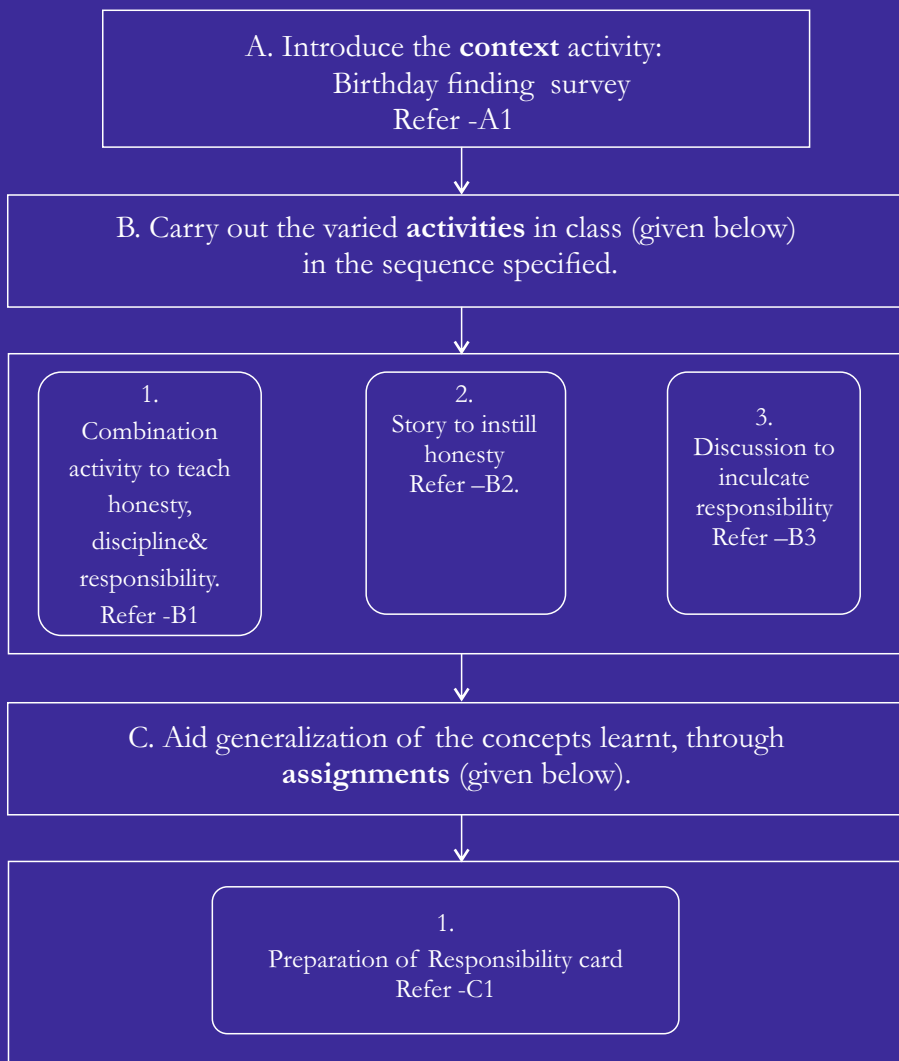 A. Introduce the context activity:
Birthday finding survey
Refer -A1
B. Carry out the varied activities in class (given below)
in the sequence specified.
1.
Combination
activity to teach
honesty,
discipline&
responsibility.
Refer -B1
2.
Story to instill
honesty
Refer –B2.
3.
Discussion to
inculcate
responsibility
Refer –B3
C. Aid generalization of the concepts learnt, through
assignments (given below).
1.
Preparation of Responsibility card
Refer -C1